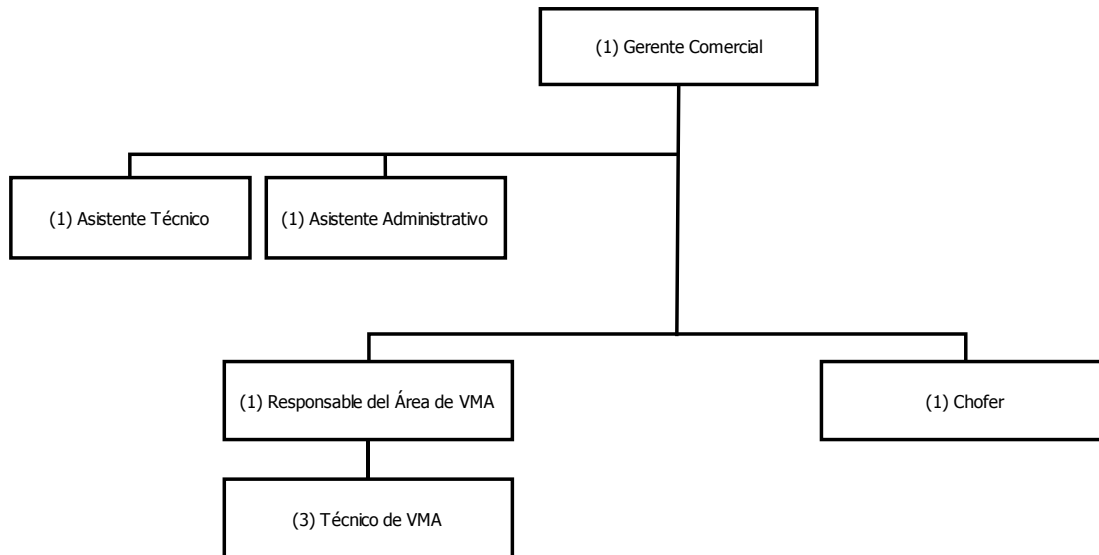 (1) Gerente Comercial
(1) Asistente Técnico
(1) Asistente Administrativo
(1) Responsable del Área de VMA
(1) Chofer
(3) Técnico de VMA